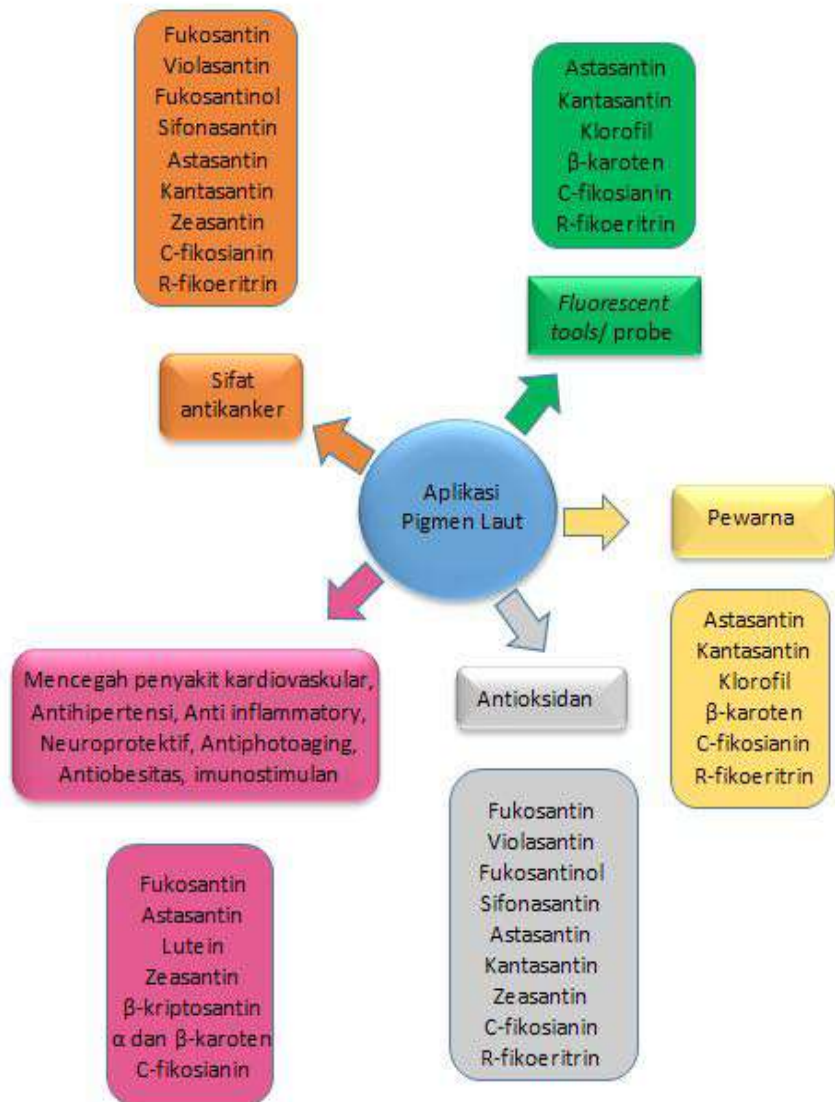 Fukosantin
Violasantin
Fukosantinol
Sifonasantin
Astasantin
Kantasantin
Zeasantin
C-fikosianin
R-fikoeritrin
Astasantin
Kantasantin
Klorofil
β-karoten
C-fikosianin
R-fikoeritrin
Fluorescent
tools/ probe
Sifat
antikanker
Aplikasi
Pigmen Laut
Pewarna
Astasantin
Kantasantin
Klorofil
β-karoten
C-fikosianin
R-fikoeritrin
Mencegah penyakit kardiovaskular,
Antihipertensi, Anti inflammatory,
Neuroprotektif, Antiphotoaging,
Antiobesitas, imunostimulan
Antioksidan
Fukosantin
Violasantin
Fukosantinol
Sifonasantin
Astasantin
Kantasantin
Zeasantin
C-fikosianin
R-fikoeritrin
Fukosantin
Astasantin
Lutein
Zeasantin
β-kriptosantin
α dan β-karoten
C-fikosianin